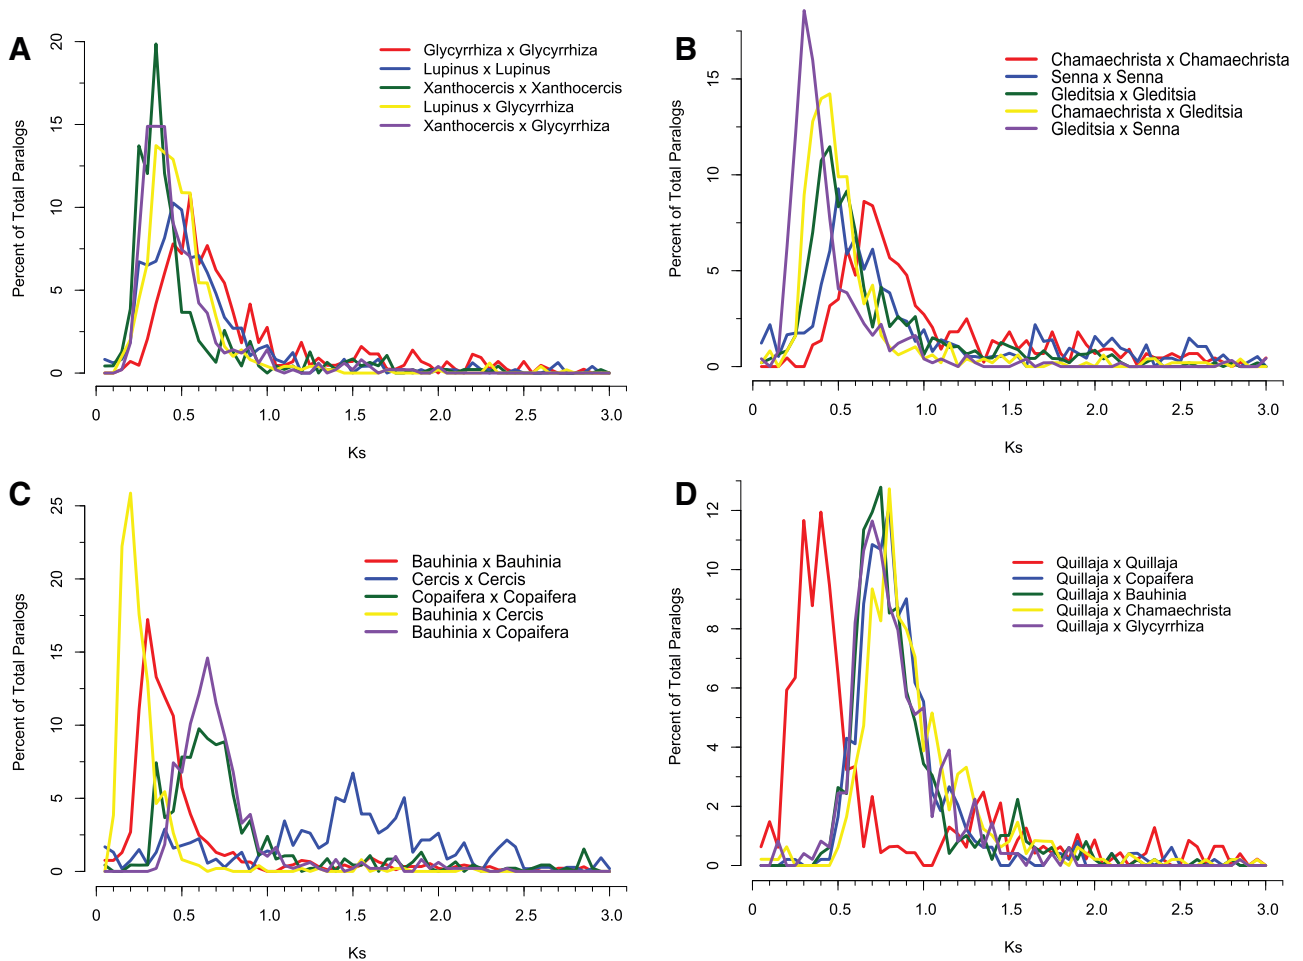 A
Percent of Total Paralogs
20
15
10
5
0
Glycyrrhiza x Glycyrrhiza
Lupinus x Lupinus
Xanthocercis x Xanthocercis
Lupinus x Glycyrrhiza
Xanthocercis x Glycyrrhiza
0 0.5 1.0 1.5 2.0 2.5 3.0
Ks
B
Percent of Total Paralogs
15
10
5
0
Chamaechrista x Chamaechrista
Senna x Senna
Gleditsia x Gleditsia
Chamaechrista x Gleditsia
Gleditsia x Senna
0 0.5 1.0 1.5 2.0 2.5 3.0
Ks
C
Percent of Total Paralogs
25
20
15
10
5
0
Bauhinia x Bauhinia
Cercis x Cercis
Copaifera x Copaifera
Bauhinia x Cercis
Bauhinia x Copaifera
0 0.5 1.0 1.5 2.0 2.5 3.0
Ks
D
Percent of Total Paralogs
12
10
8
6
4
2
0
Quillaja x Quillaja
Quillaja x Copaifera
Quillaja x Bauhinia
Quillaja x Chamaechrista
Quillaja x Glycyrrhiza
0 0.5 1.0 1.5 2.0 2.5 3.0
Ks